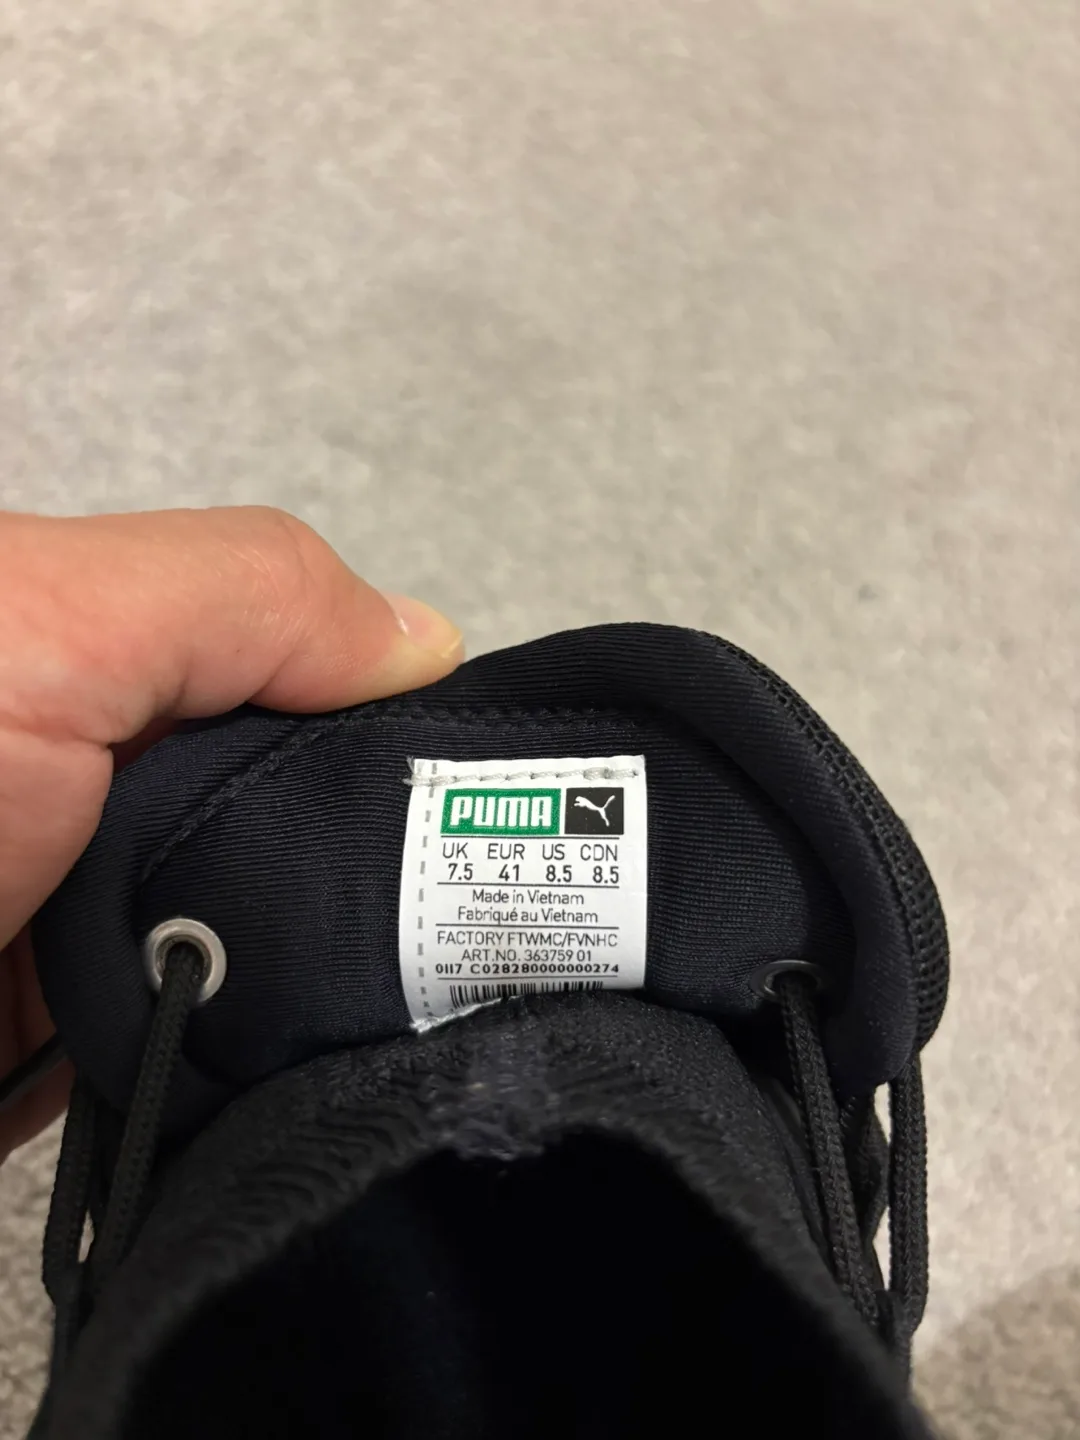 PUMA
UK EUR US CDN
7.5 41 8.5 8.5
Made in Vietnam
Fabriqué au Vietnam
FACTORY FTWMC/FVNHC
ART.NO. 363759 01
0117 C028280000000274